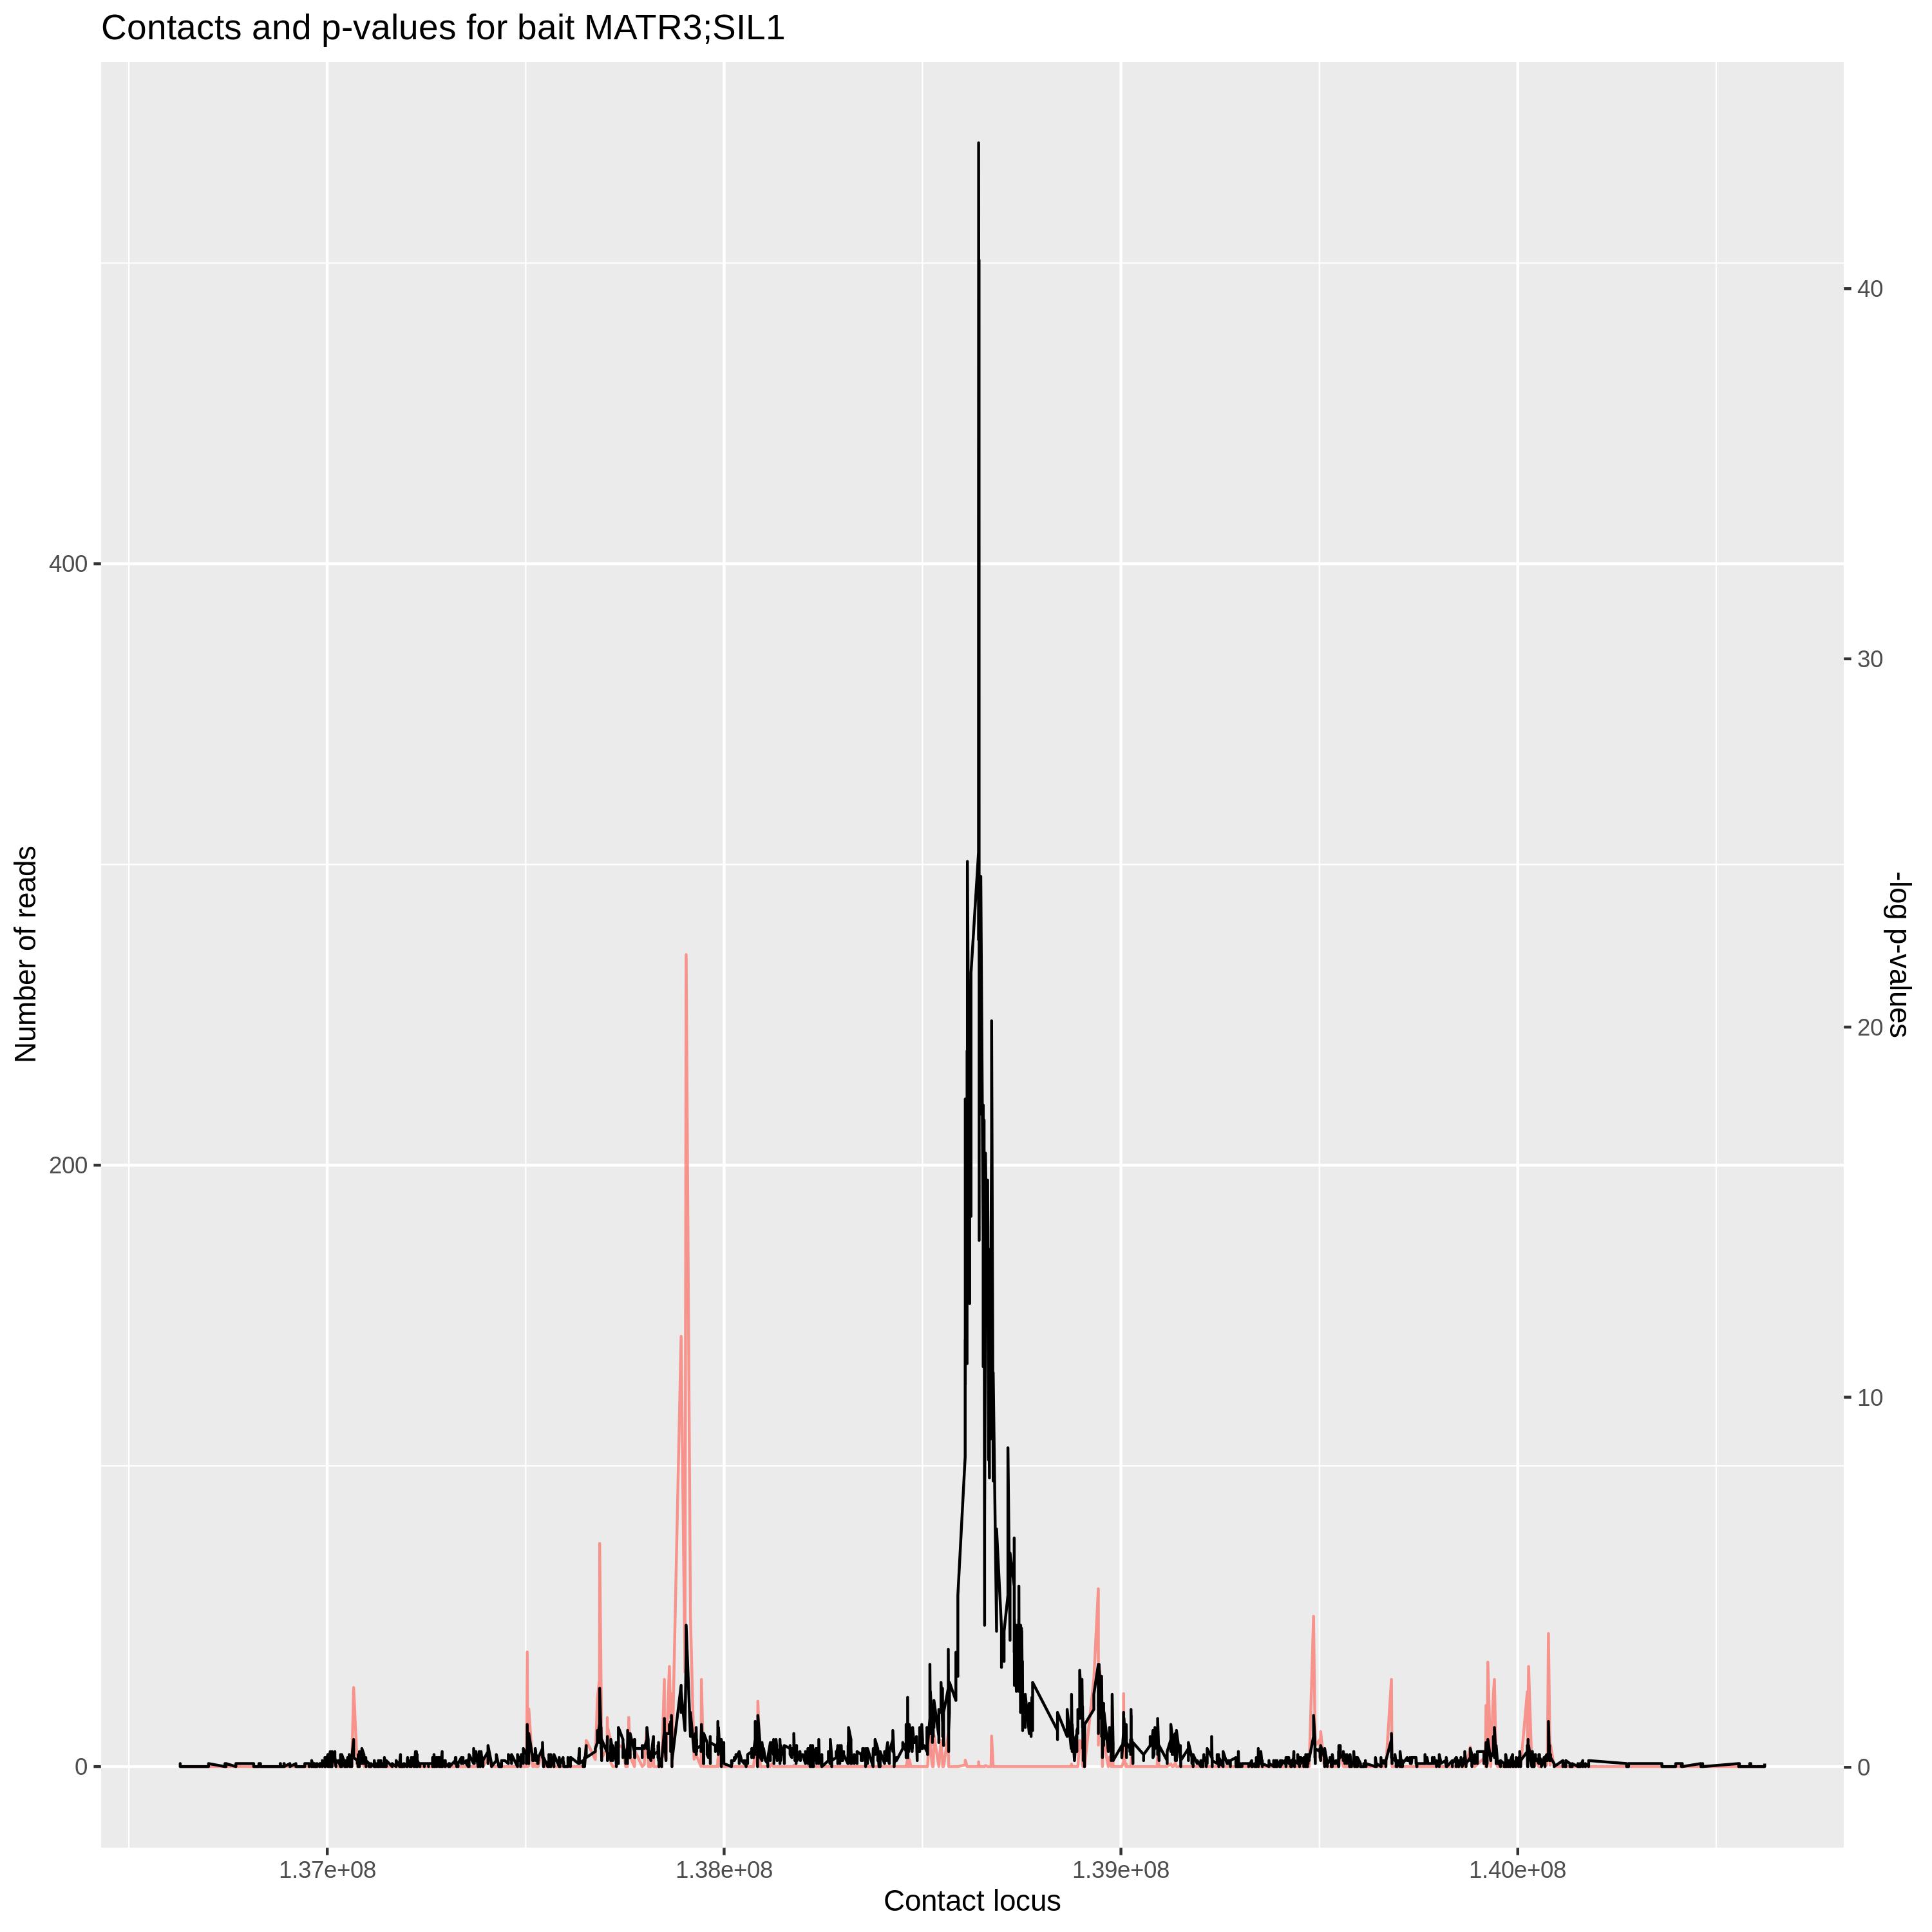 Contacts and p-values for bait MATR3;SIL1
Number of reads
400
200
0
40
30
20
10
0
-log p-values
1.37e+08 1.38e+08 1.39e+08 1.40e+08
Contact locus